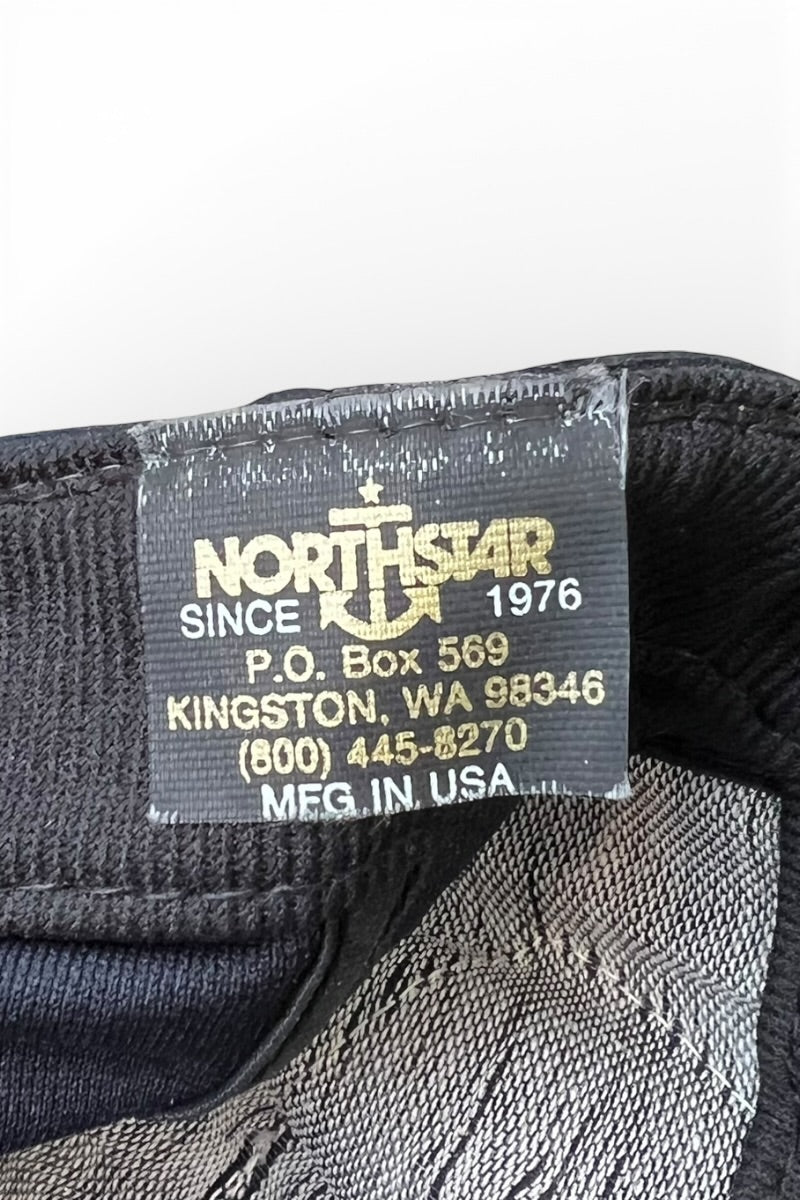 NORTHSTAR
SINCE 1976
P.O. Box 569
KINGSTON, WA 98346
(800) 445-8270
MFG. IN USA